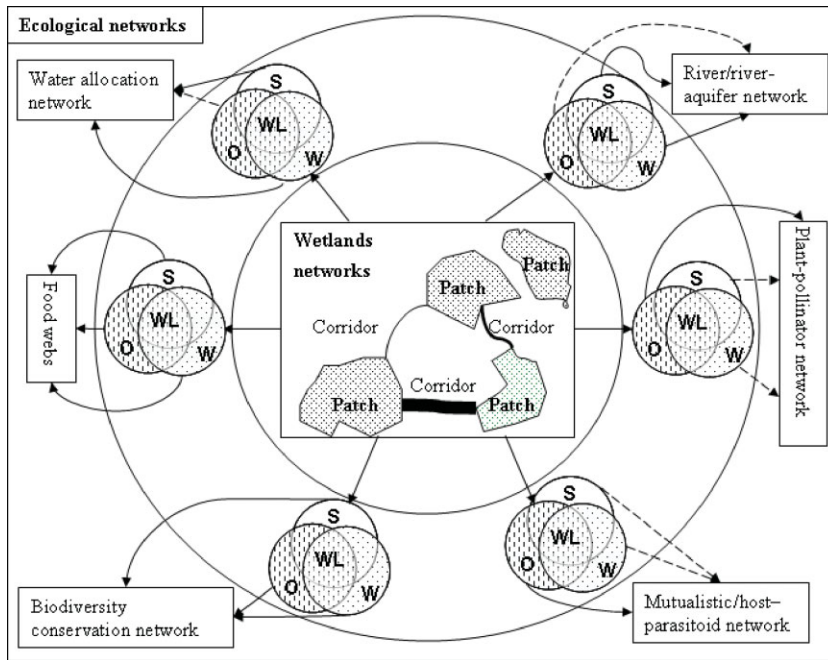 Ecological networks
Water allocation
network
S
WL
O
W
River/river-
aquifer network
S
WL
O
W
Wetlands
networks
Patch
Patch
Corridor
Corridor
Corridor
Patch
Patch
Food webs
S
WL
O
W
Plant-pollinator network
S
WL
O
W
Biodiversity
conservation network
S
WL
O
W
Mutualistic/host–
parasitoid network
S
WL
O
W